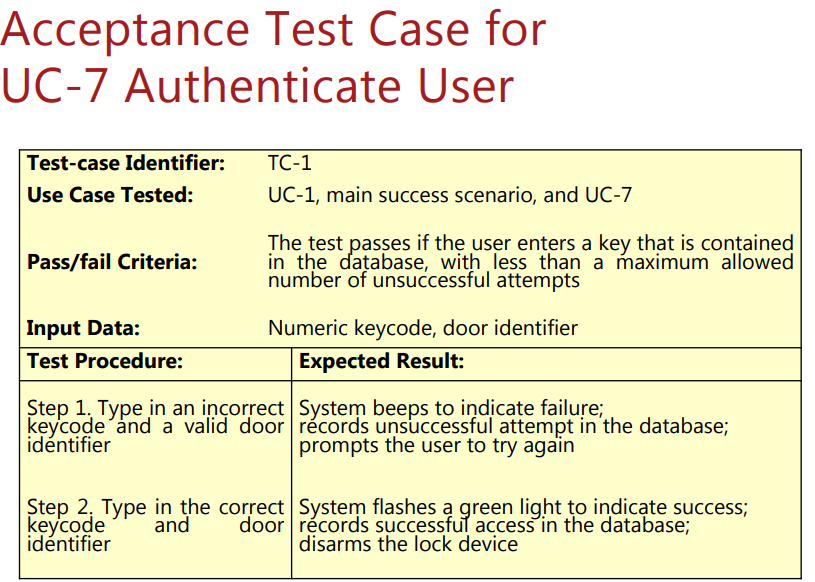 Acceptance Test Case for
UC-7 Authenticate User
Test-case Identifier: TC-1
Use Case Tested: UC-1, main success scenario, and UC-7
Pass/fail Criteria: The test passes if the user enters a key that is contained
in the database, with less than a maximum allowed
number of unsuccessful attempts
Input Data: Numeric keycode, door identifier
Test Procedure: Expected Result:
Step 1. Type in an incorrect
keycode and a valid door
identifier
System beeps to indicate failure;
records unsuccessful attempt in the database;
prompts the user to try again
Step 2. Type in the correct
keycode and door
identifier
System flashes a green light to indicate success;
records successful access in the database;
disarms the lock device